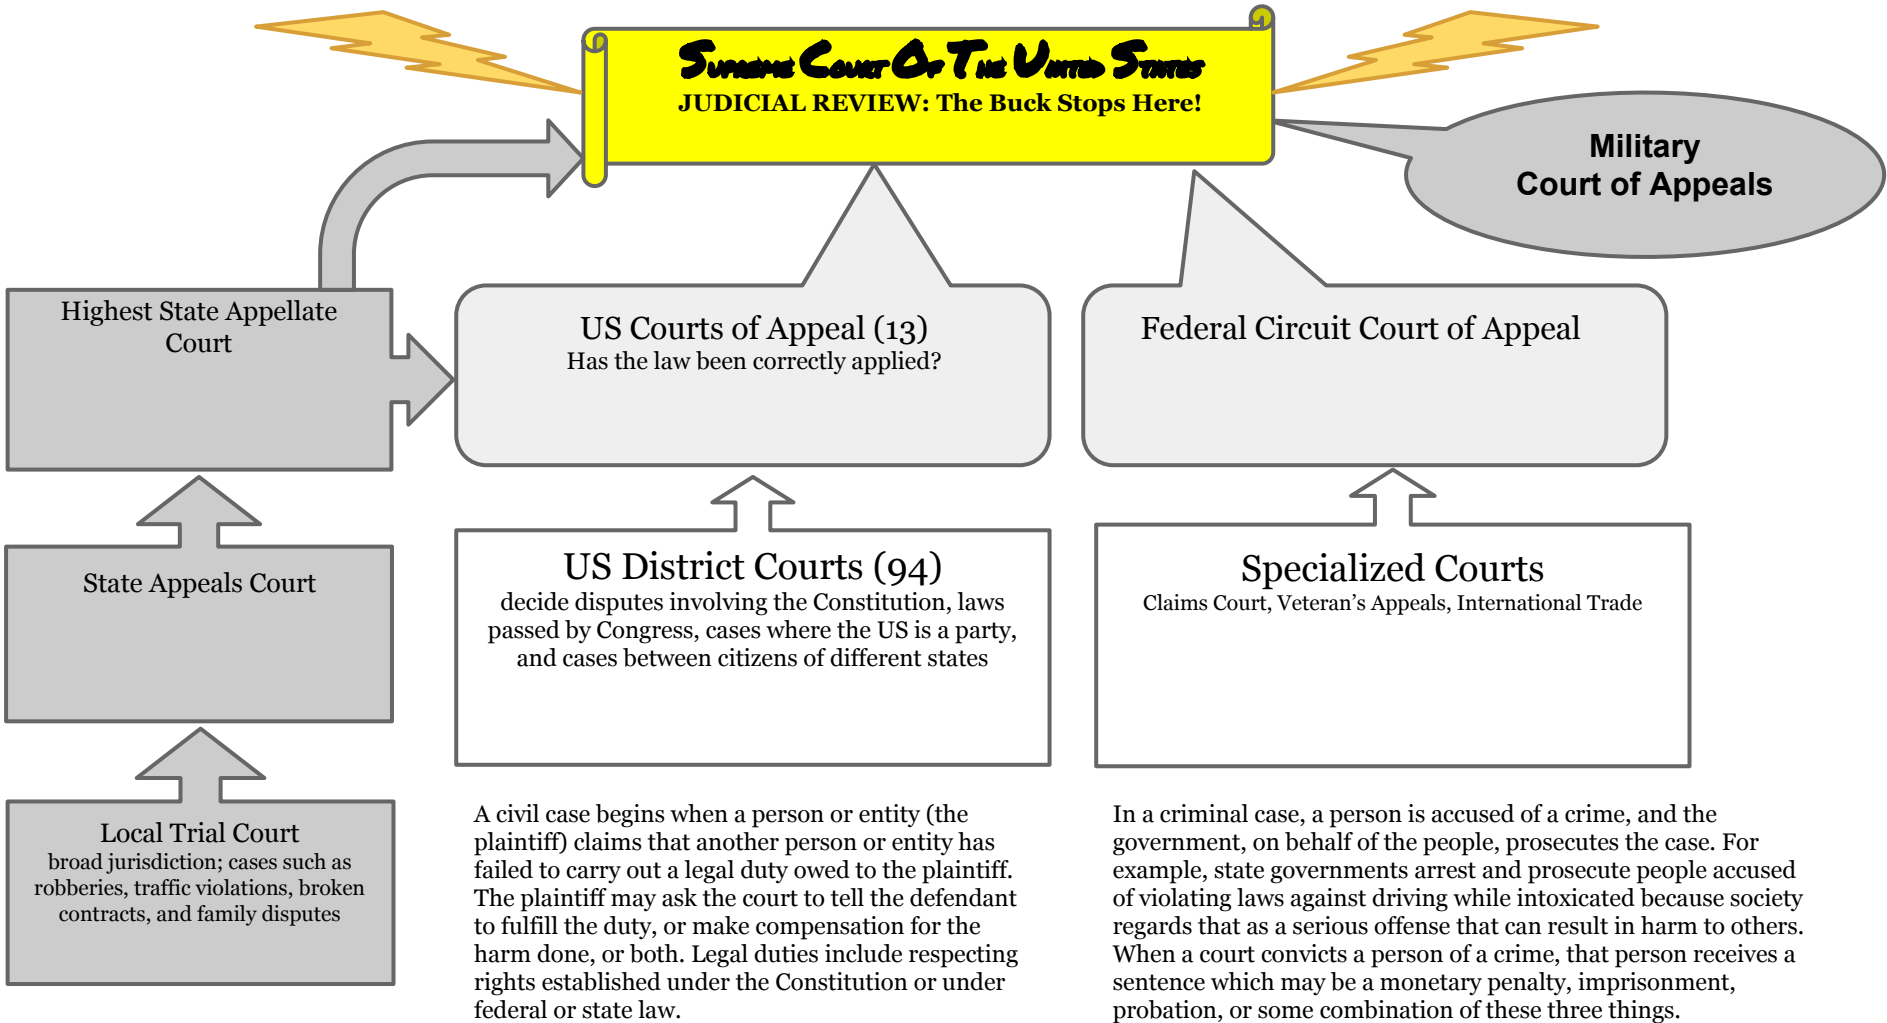 Supreme Court Of The United States
JUDICIAL REVIEW: The Buck Stops Here!
Military
Court of Appeals
Highest State Appellate
Court
US Courts of Appeal (13)
Has the law been correctly applied?
Federal Circuit Court of Appeal
State Appeals Court
US District Courts (94)
decide disputes involving the Constitution, laws
passed by Congress, cases where the US is a party,
and cases between citizens of different states
Specialized Courts
Claims Court, Veteran’s Appeals, International Trade
Local Trial Court
broad jurisdiction; cases such as
robberies, traffic violations, broken
contracts, and family disputes
A civil case begins when a person or entity (the
plaintiff) claims that another person or entity has
failed to carry out a legal duty owed to the plaintiff.
The plaintiff may ask the court to tell the defendant
to fulfill the duty, or make compensation for the
harm done, or both. Legal duties include respecting
rights established under the Constitution or under
federal or state law.
In a criminal case, a person is accused of a crime, and the
government, on behalf of the people, prosecutes the case. For
example, state governments arrest and prosecute people accused
of violating laws against driving while intoxicated because society
regards that as a serious offense that can result in harm to others.
When a court convicts a person of a crime, that person receives a
sentence which may be a monetary penalty, imprisonment,
probation, or some combination of these three things.